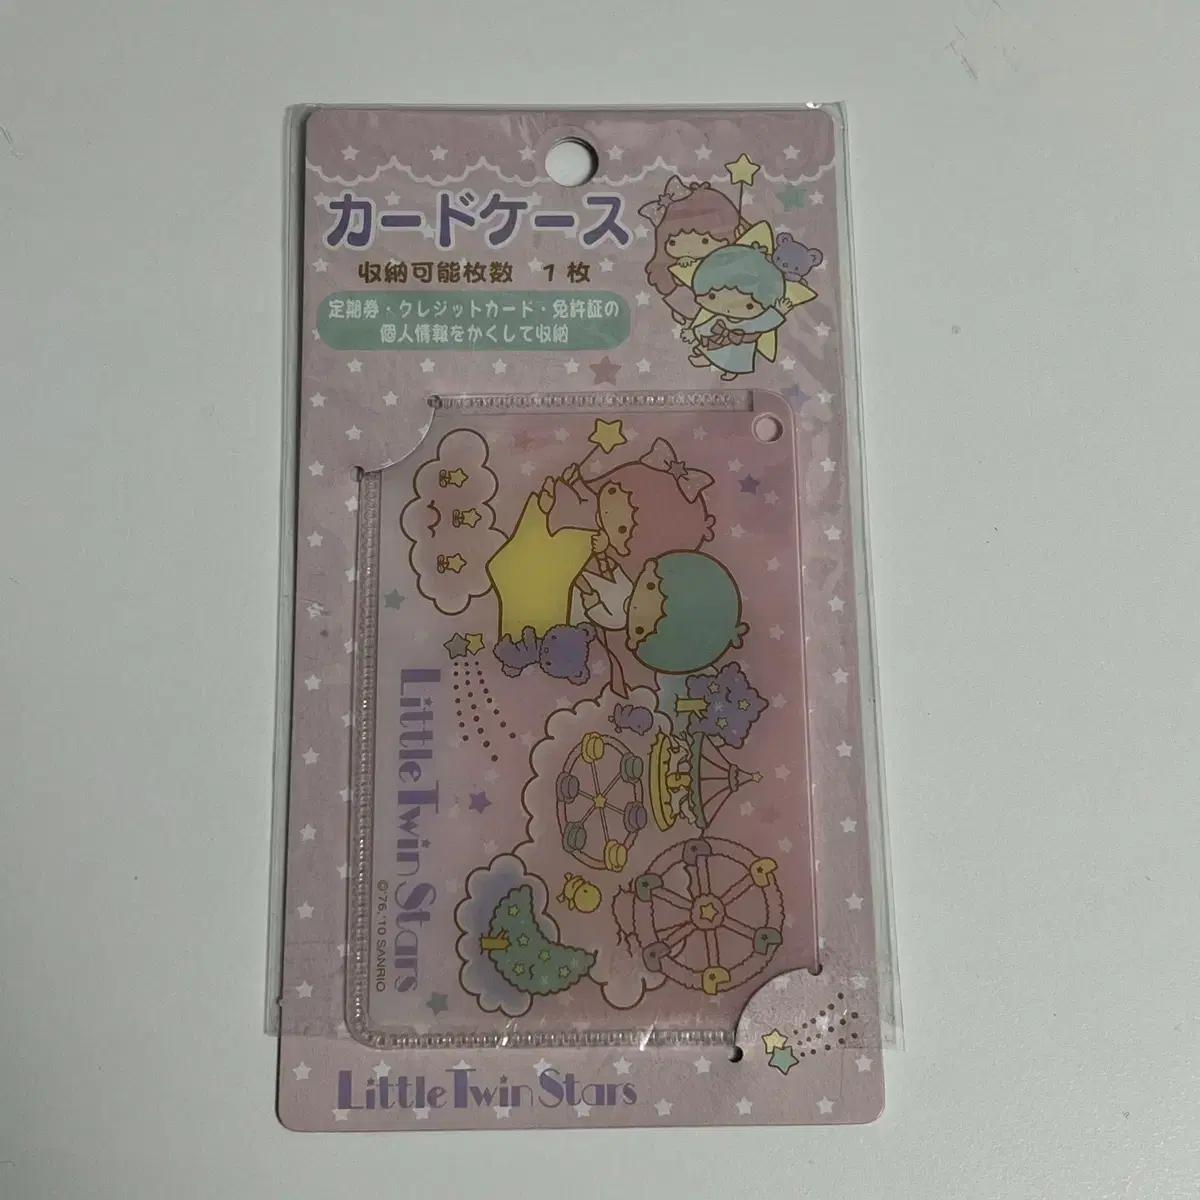 カードケース
収納可能枚数 1枚
定期券・クレジットカード・免許証の
個人情報をかくして収納
Little Twin Stars
©'76,'10 SANRIO
Little Twin Stars